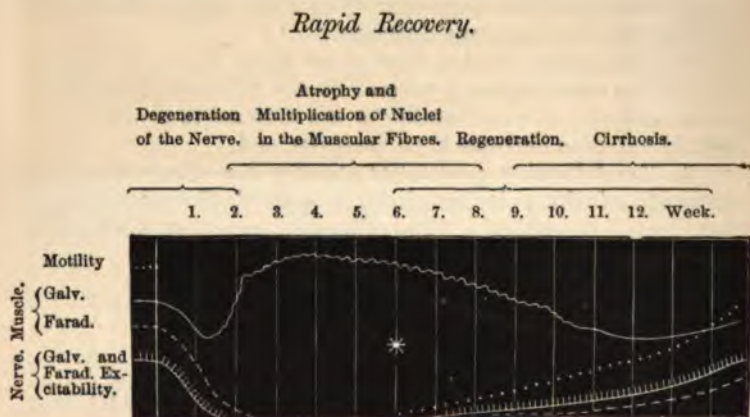 Rapid Recovery.
Atrophy and
Degeneration Multiplication of Nuclei
of the Nerve. in the Muscular Fibres. Regeneration. Cirrhosis.
1. 2. 3. 4. 5. 6. 7. 8. 9. 10. 11. 12. Week.
Motility
Muscle.
Galv.
Farad.
Nerve.
Galv. and
Farad. Ex-
citability.